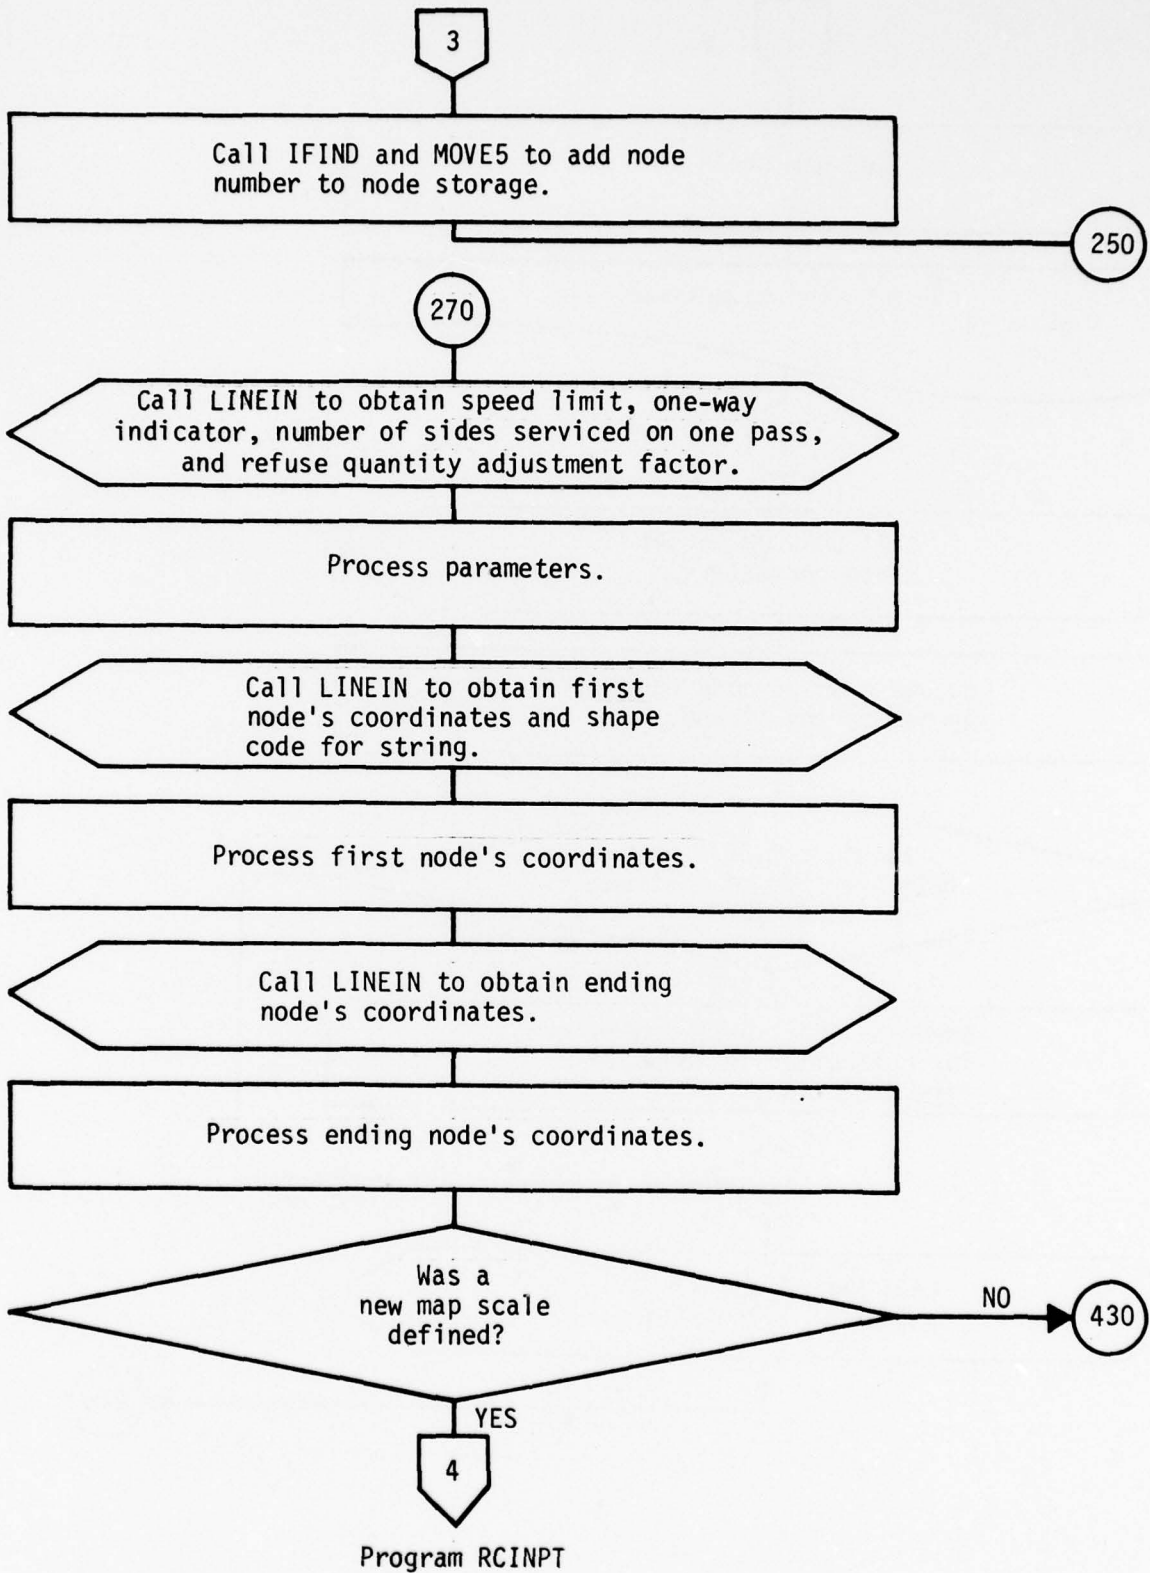 3
Call IFIND and MOVE5 to add node
number to node storage.
250
270
Call LINEIN to obtain speed limit, one-way
indicator, number of sides serviced on one pass,
and refuse quantity adjustment factor.
Process parameters.
Call LINEIN to obtain first
node's coordinates and shape
code for string.
Process first node's coordinates.
Call LINEIN to obtain ending
node's coordinates.
Process ending node's coordinates.
Was a
new map scale
defined?
NO
430
YES
4
Program RCINPT